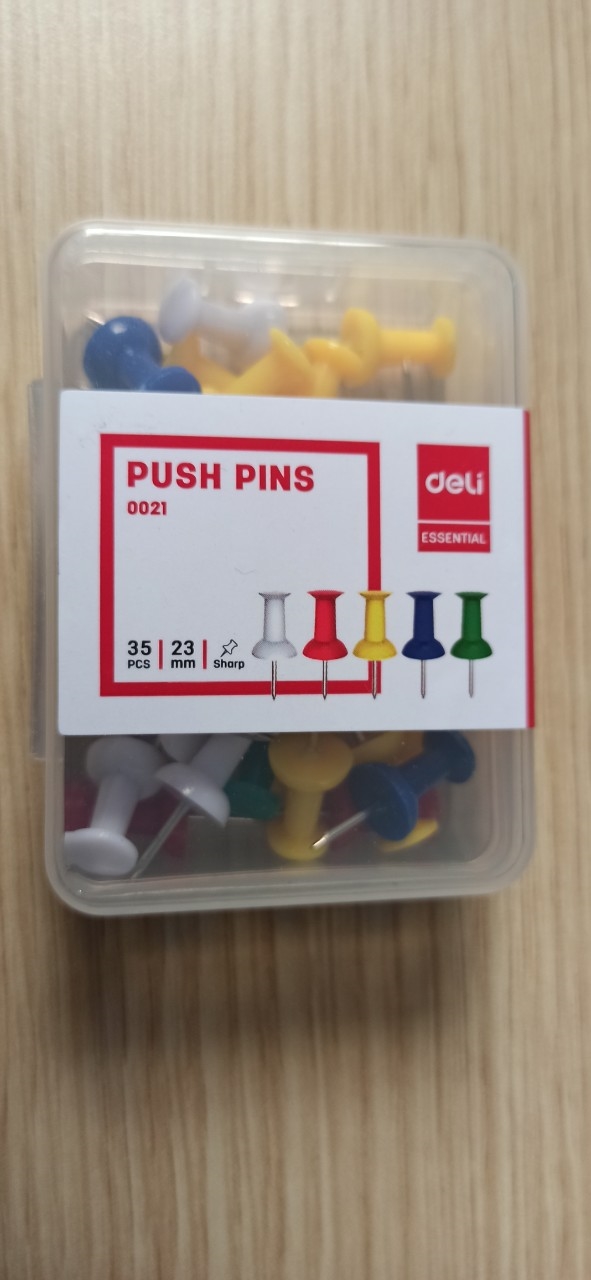 PUSH PINS
0021
deli
ESSENTIAL
35 PCS | 23 mm | Sharp